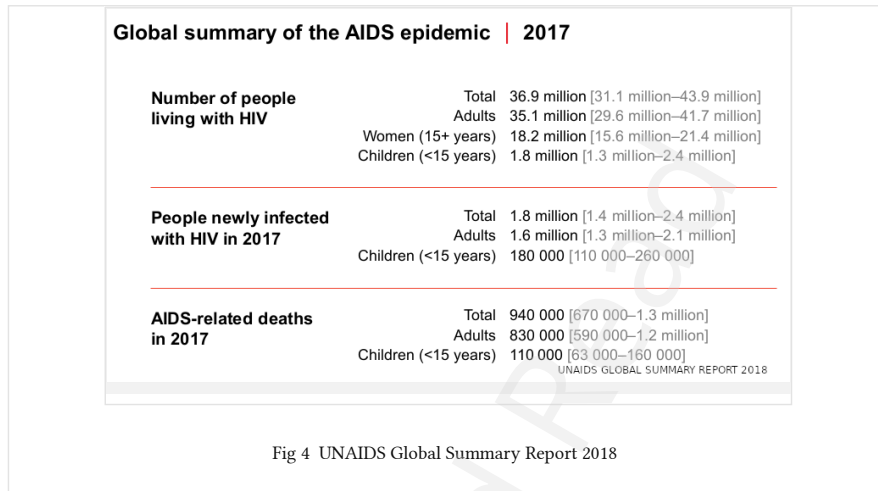 Global summary of the AIDS epidemic | 2017
Number of people
living with HIV
Total 36.9 million [31.1 million–43.9 million]
Adults 35.1 million [29.6 million–41.7 million]
Women (15+ years) 18.2 million [15.6 million–21.4 million]
Children (<15 years) 1.8 million [1.3 million–2.4 million]
People newly infected
with HIV in 2017
Total 1.8 million [1.4 million–2.4 million]
Adults 1.6 million [1.3 million–2.1 million]
Children (<15 years) 180 000 [110 000–260 000]
AIDS-related deaths
in 2017
Total 940 000 [670 000–1.3 million]
Adults 830 000 [590 000–1.2 million]
Children (<15 years) 110 000 [63 000–160 000]
UNAIDS GLOBAL SUMMARY REPORT 2018
Fig 4 UNAIDS Global Summary Report 2018
Read